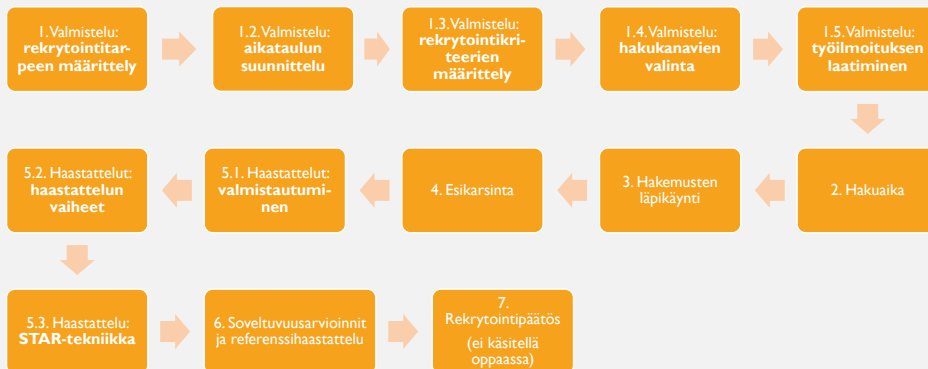 1. Valmistelu:
rekrytointitar-
peen määrittely
1.2. Valmistelu:
aikataulun
suunnittelu
1.3. Valmistelu:
rekrytointikri-
teerien
määrittely
1.4. Valmistelu:
hakukanavien
valinta
1.5. Valmistelu:
työilmoituksen
laatiminen
2. Hakuaika
3. Hakemusten
läpikäynti
4. Esikarsinta
5.1. Haastattelut:
valmistautumi-
nen
5.2. Haastattelut:
haastattelun
vaiheet
5.3. Haastattelu:
STAR-tekniikka
6. Soveltuvuusarvioinnit
ja referenssihaastattelu
7.
Rekrytointipäätös
(ei käsitellä
oppaassa)